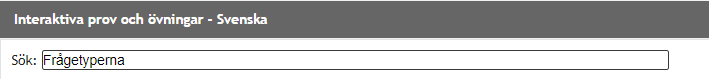 Interaktiva prov och övningar - Svenska
Sök: Frågetyperna